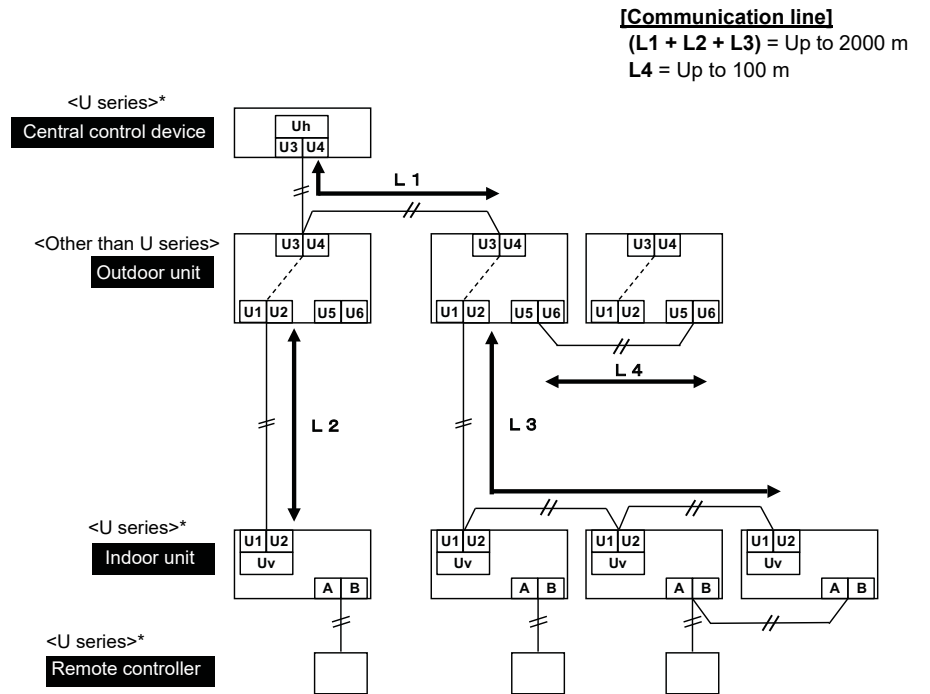 [Communication line]
(L1 + L2 + L3) = Up to 2000 m
L4 = Up to 100 m
<U series>*
Central control device
Uh
U3 U4
L 1
<Other than U series>
Outdoor unit
U3 U4
U3 U4
U3 U4
U1 U2
U5 U6
U1 U2
U5 U6
U1 U2
U5 U6
L 4
L 2
L 3
<U series>*
Indoor unit
U1 U2
Uv
A B
U1 U2
Uv
A B
U1 U2
Uv
A B
U1 U2
Uv
A B
<U series>*
Remote controller